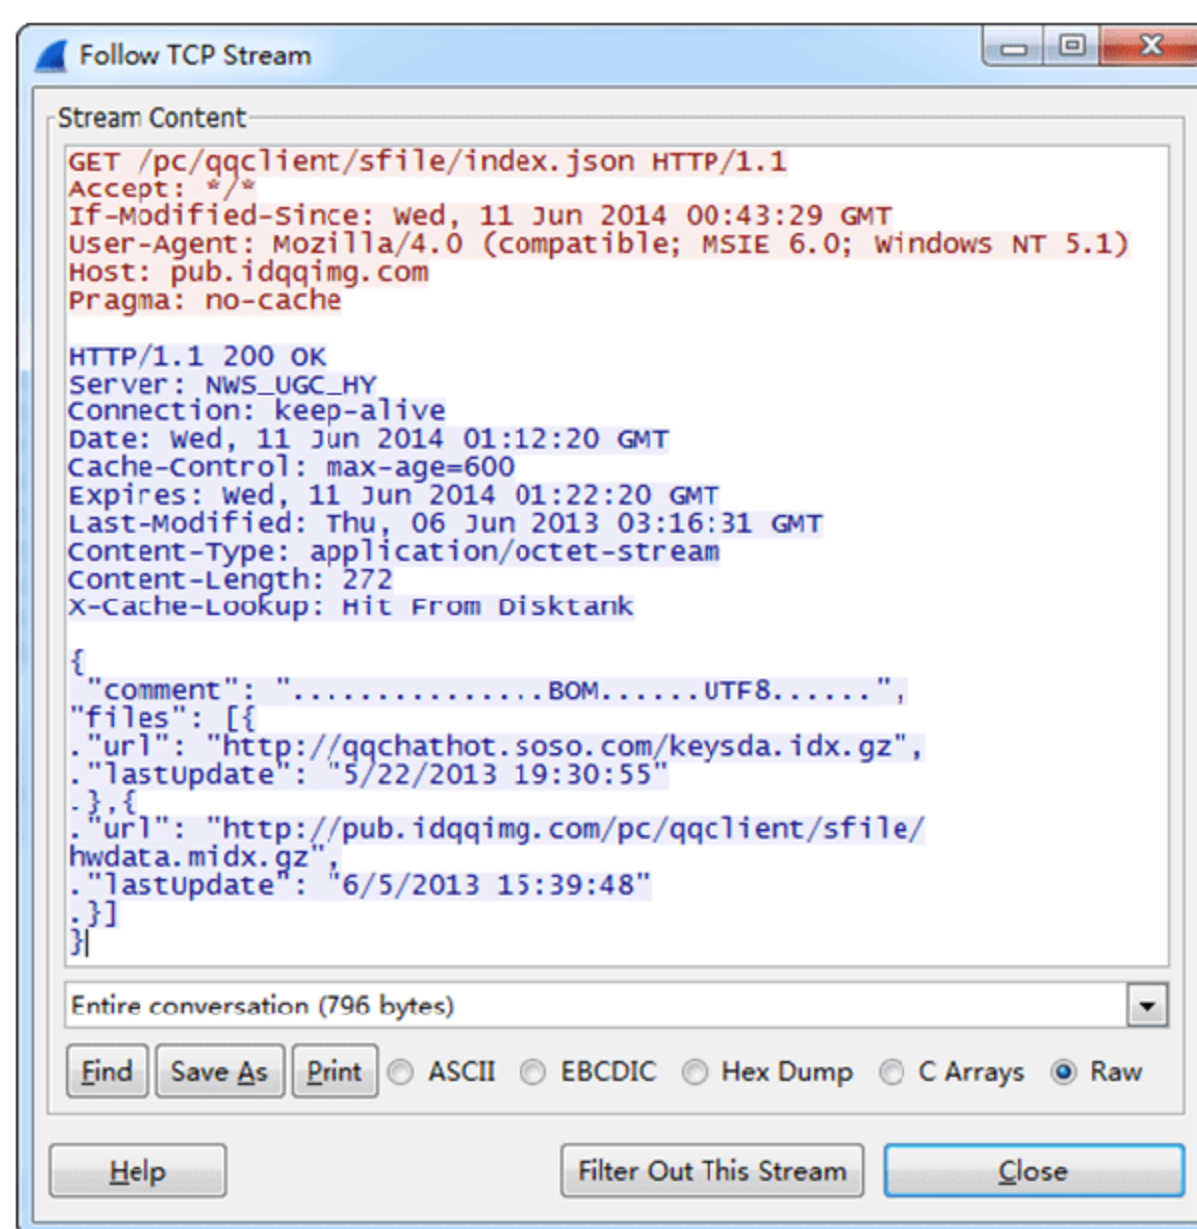 Follow TCP Stream
Stream Content
GET /pc/qqclient/sfile/index.json HTTP/1.1
Accept: */*
If-Modified-Since: Wed, 11 Jun 2014 00:43:29 GMT
User-Agent: Mozilla/4.0 (compatible; MSIE 6.0; Windows NT 5.1)
Host: pub.idqqimg.com
Pragma: no-cache
HTTP/1.1 200 OK
Server: NWS_UGC_HY
Connection: keep-alive
Date: Wed, 11 Jun 2014 01:12:20 GMT
Cache-Control: max-age=600
Expires: Wed, 11 Jun 2014 01:22:20 GMT
Last-Modified: Thu, 06 Jun 2013 03:16:31 GMT
Content-Type: application/octet-stream
Content-Length: 272
X-Cache-Lookup: Hit From Disktank
{
"comment": "...............BOM......UTF8......",
"files": [{
."url": "http://qqchathot.soso.com/keysda.idx.gz",
."lastUpdate": "5/22/2013 19:30:55"
.},{
."url": "http://pub.idqqimg.com/pc/qqclient/sfile/
hwdata.midx.gz",
."lastUpdate": "6/5/2013 15:39:48"
.}]
}
Entire conversation (796 bytes)
Find Save As Print ASCII EBCDIC Hex Dump C Arrays Raw
Help Filter Out This Stream Close